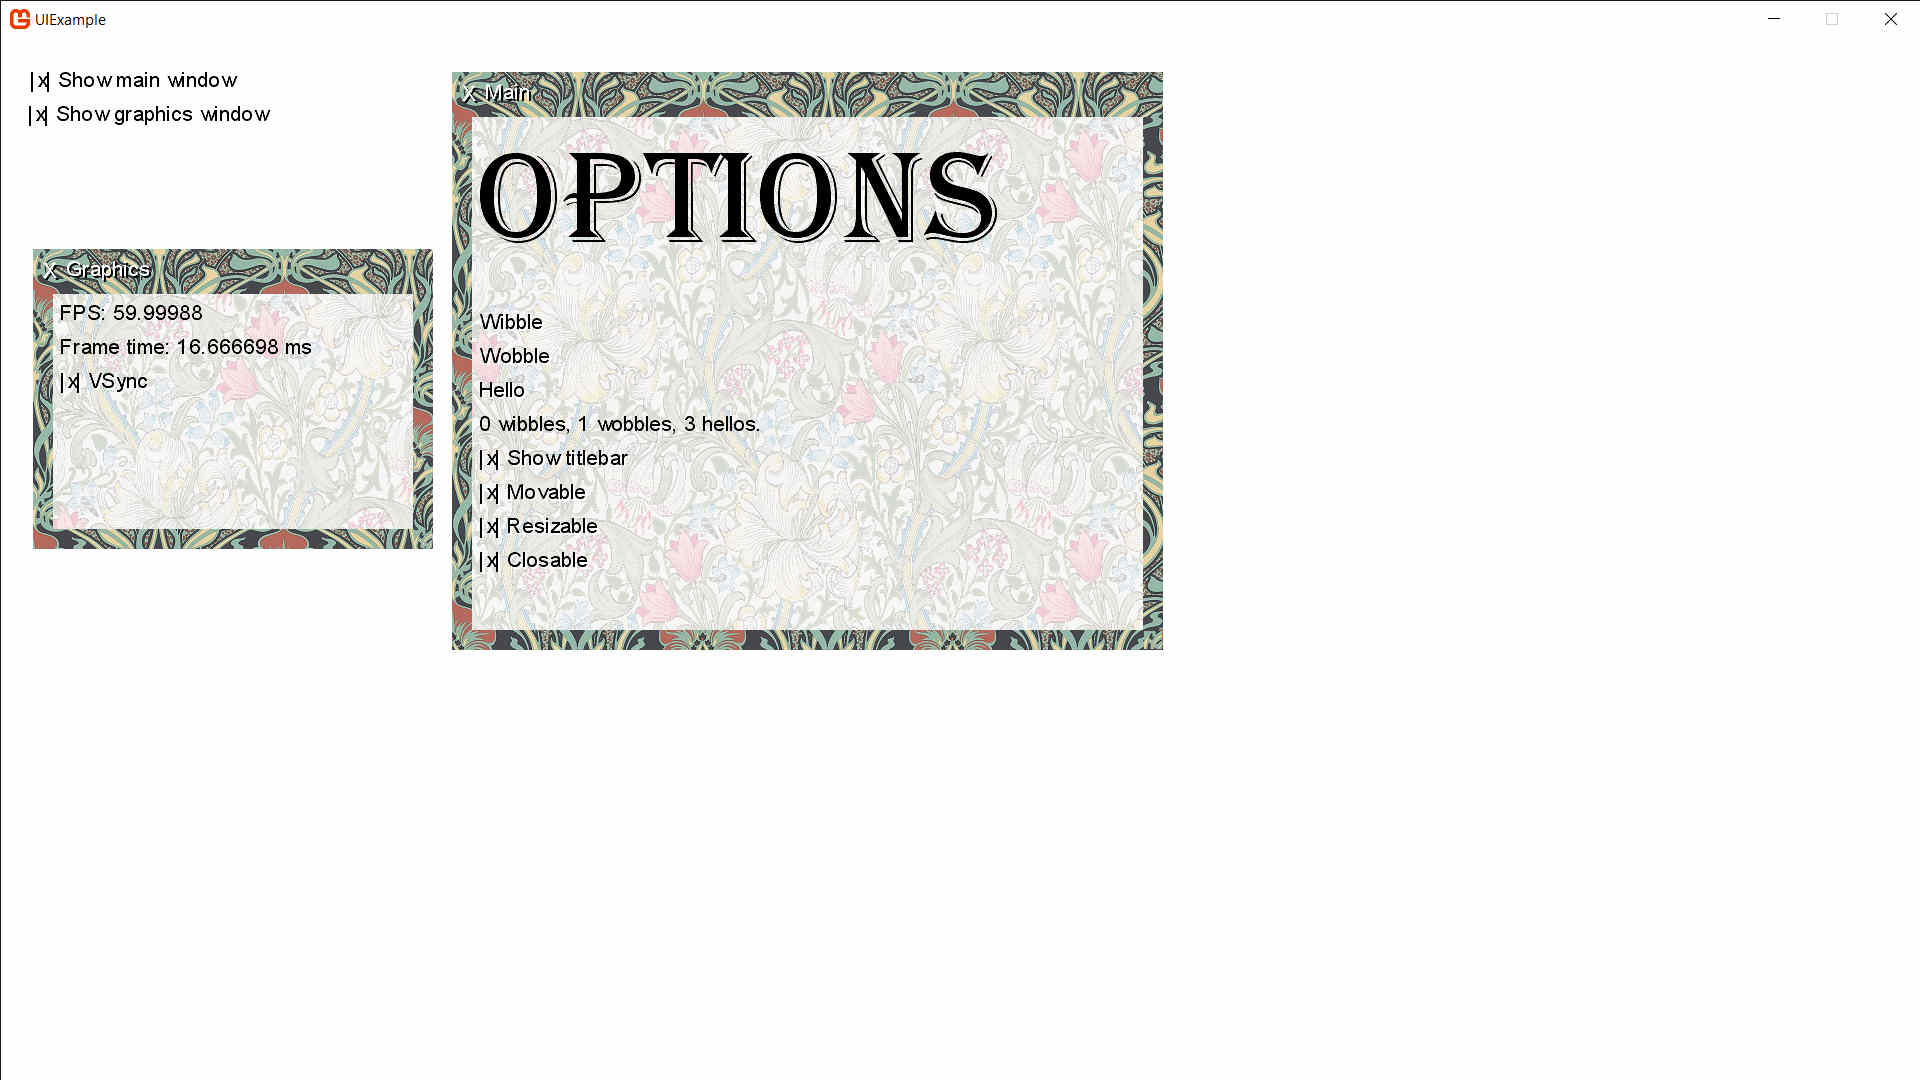 UIExample
|x| Show main window
|x| Show graphics window
X Graphics
FPS: 59.99988
Frame time: 16.666698 ms
|x| VSync
X Main
OPTIONS
Wibble
Wobble
Hello
0 wibbles, 1 wobbles, 3 hellos.
|x| Show titlebar
|x| Movable
|x| Resizable
|x| Closable